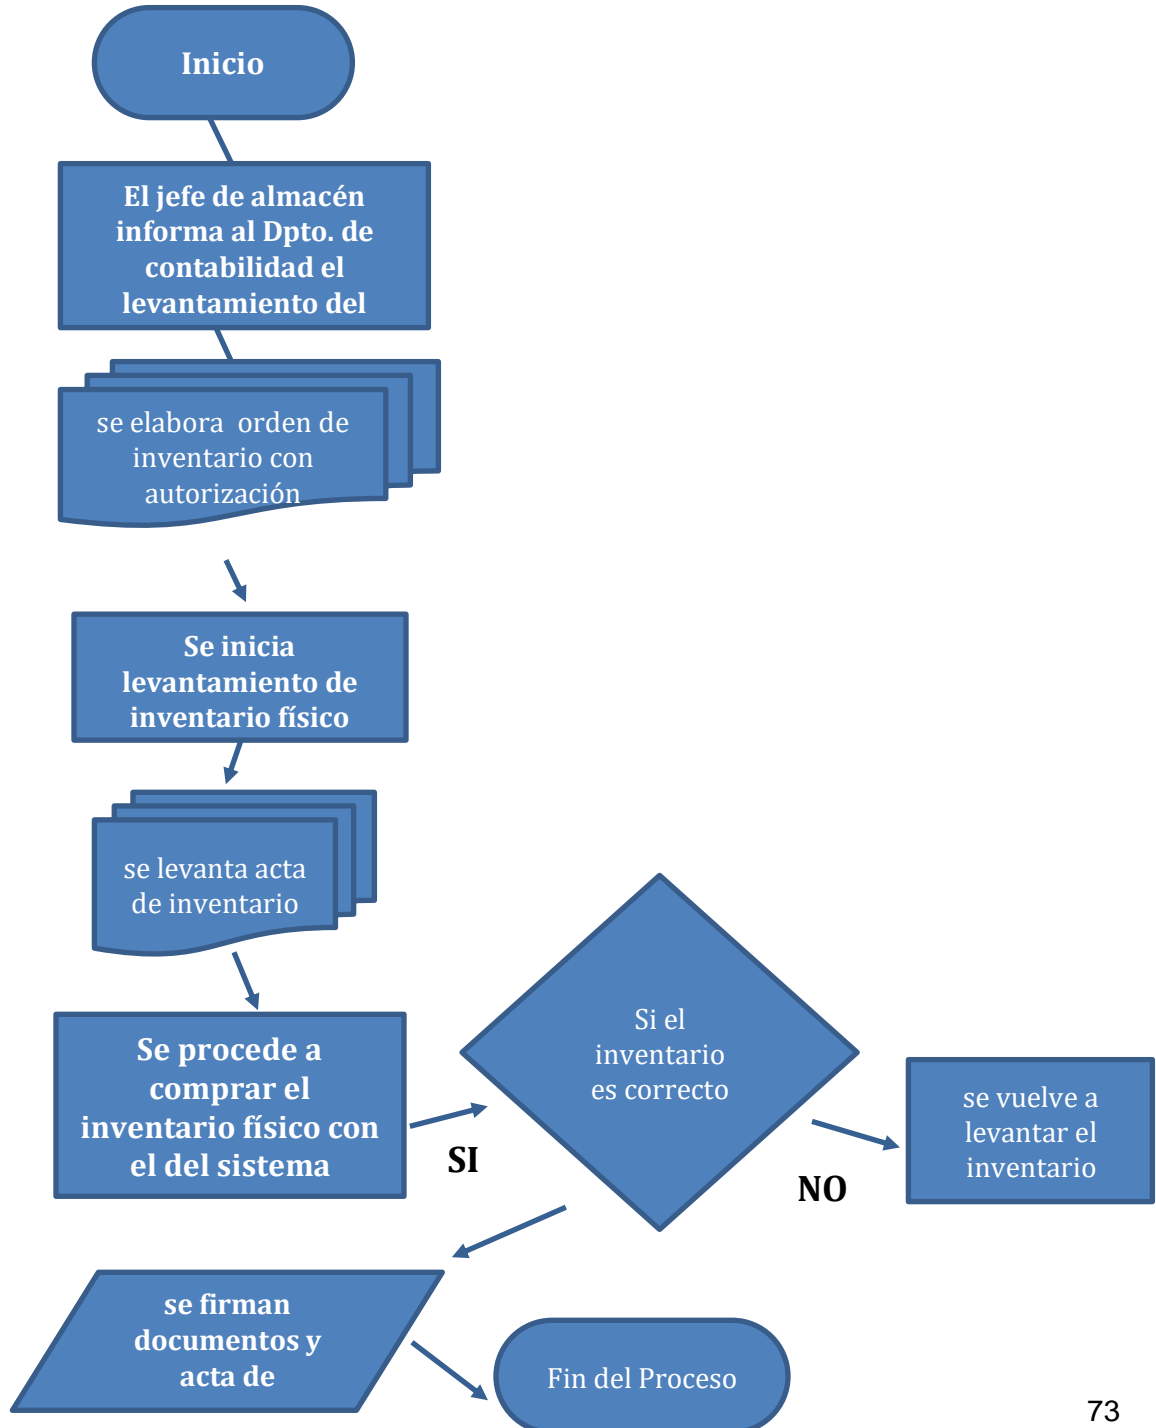 Inicio
El jefe de almacén
informa al Dpto. de
contabilidad el
levantamiento del
se elabora  orden de
inventario con
autorización
Se inicia
levantamiento de
inventario físico
se levanta acta
de inventario
Se procede a
comprar el
inventario físico con
el del sistema
SI
Si el
inventario
es correcto
NO
se vuelve a
levantar el
inventario
se firman
documentos y
acta de
Fin del Proceso
73